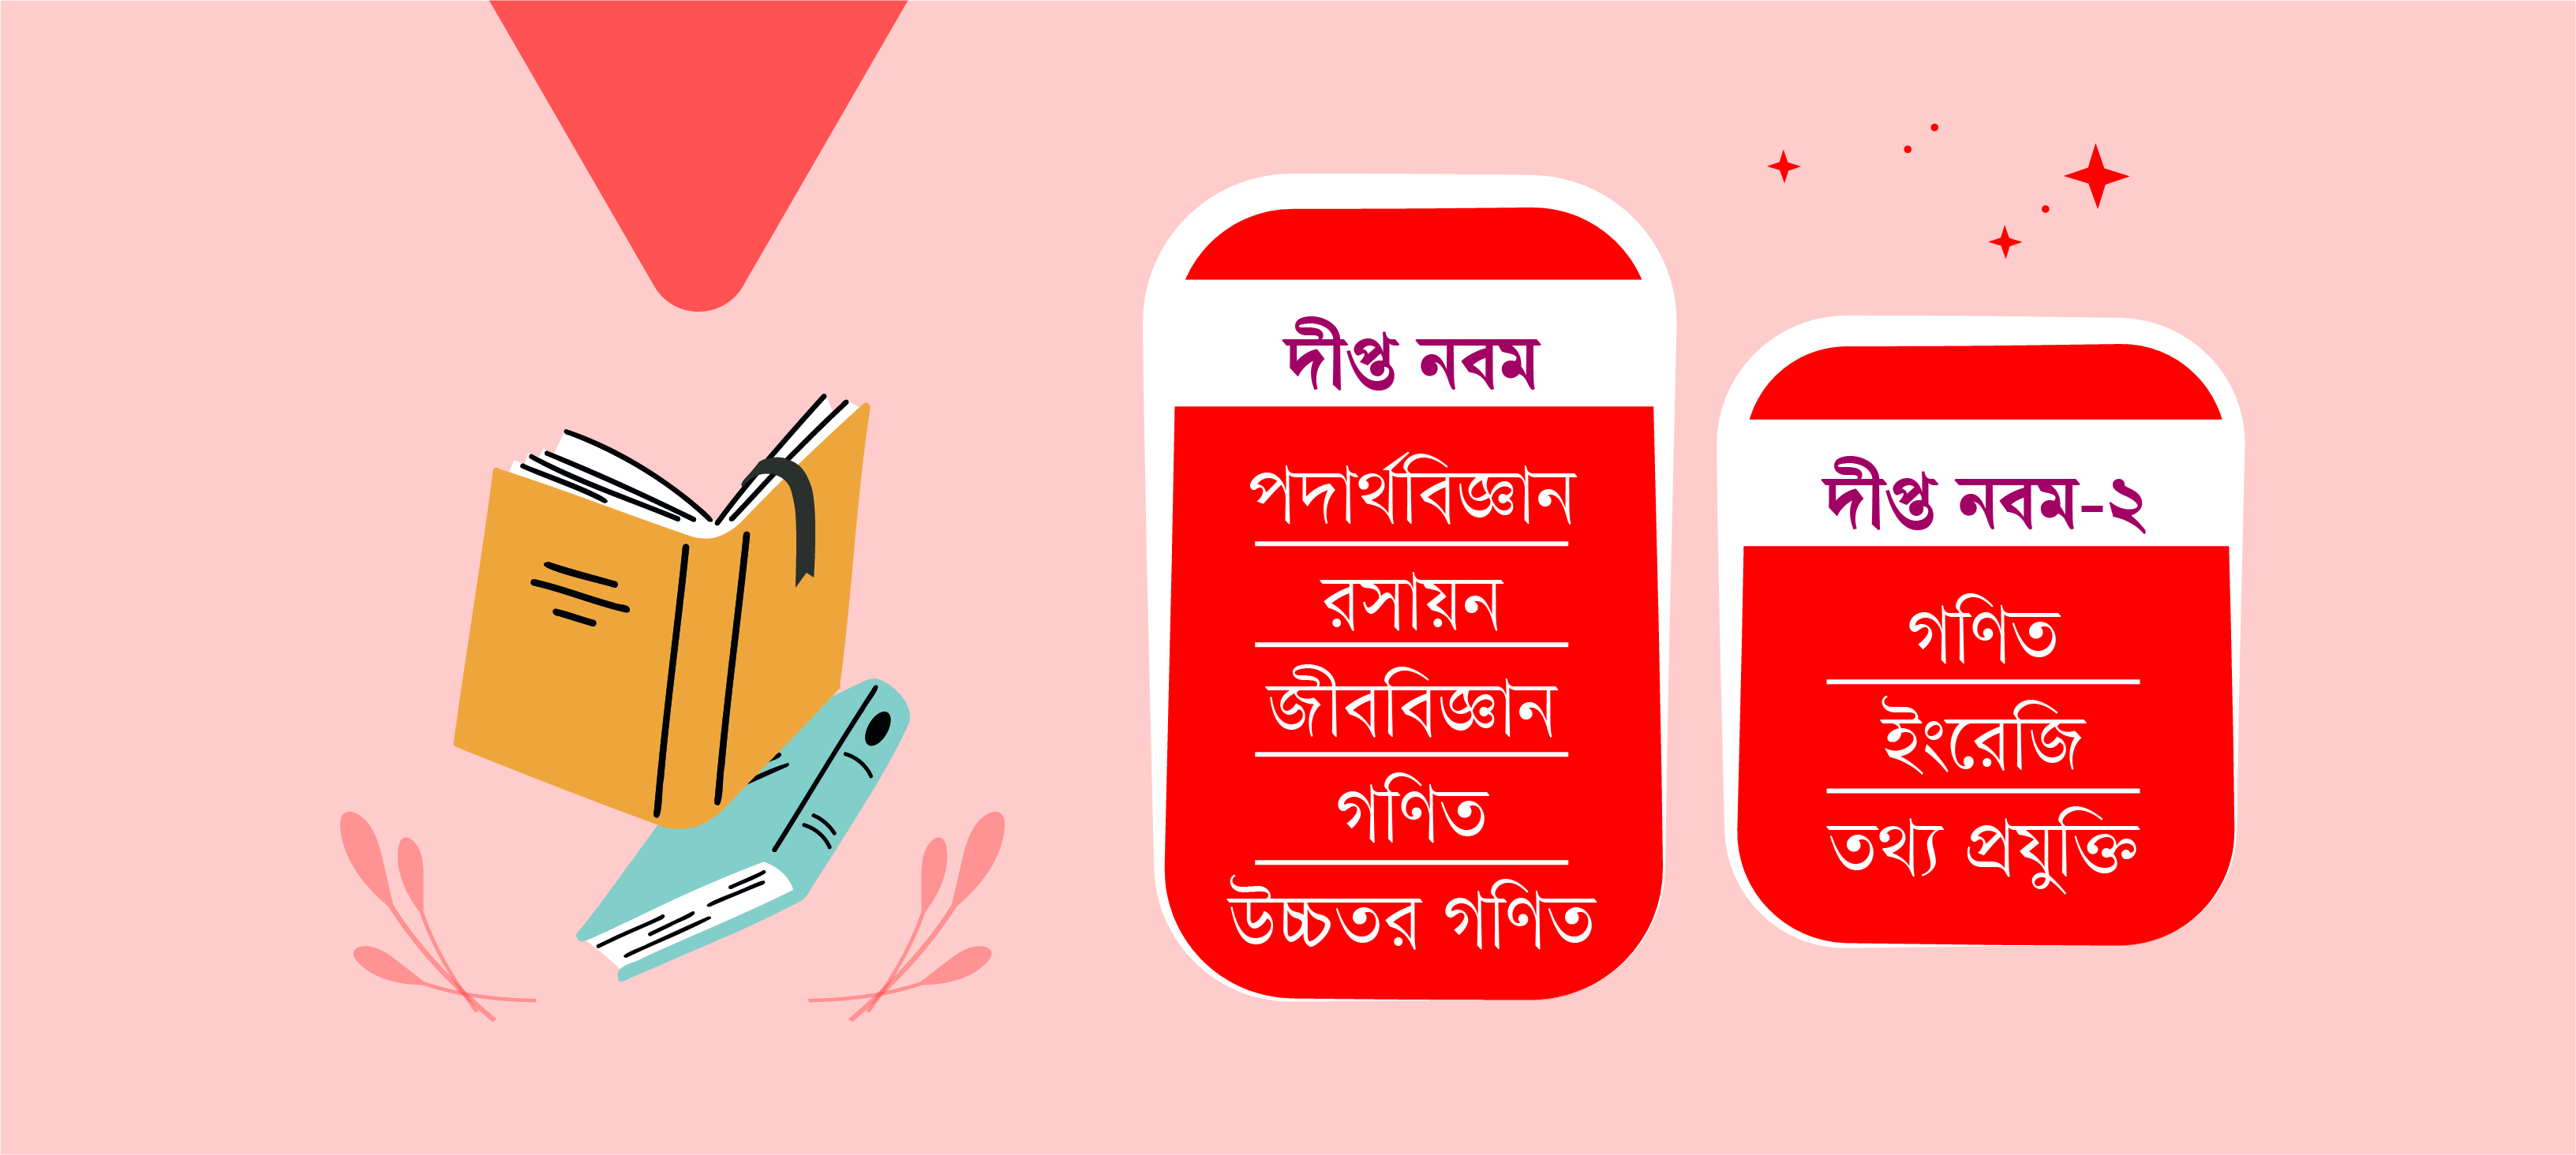 দীপ্ত নবম
পদার্থবিজ্ঞান
রসায়ন
জীববিজ্ঞান
গণিত
উচ্চতর গণিত
দীপ্ত নবম-২
গণিত
ইংরেজি
তথ্য প্রযুক্তি